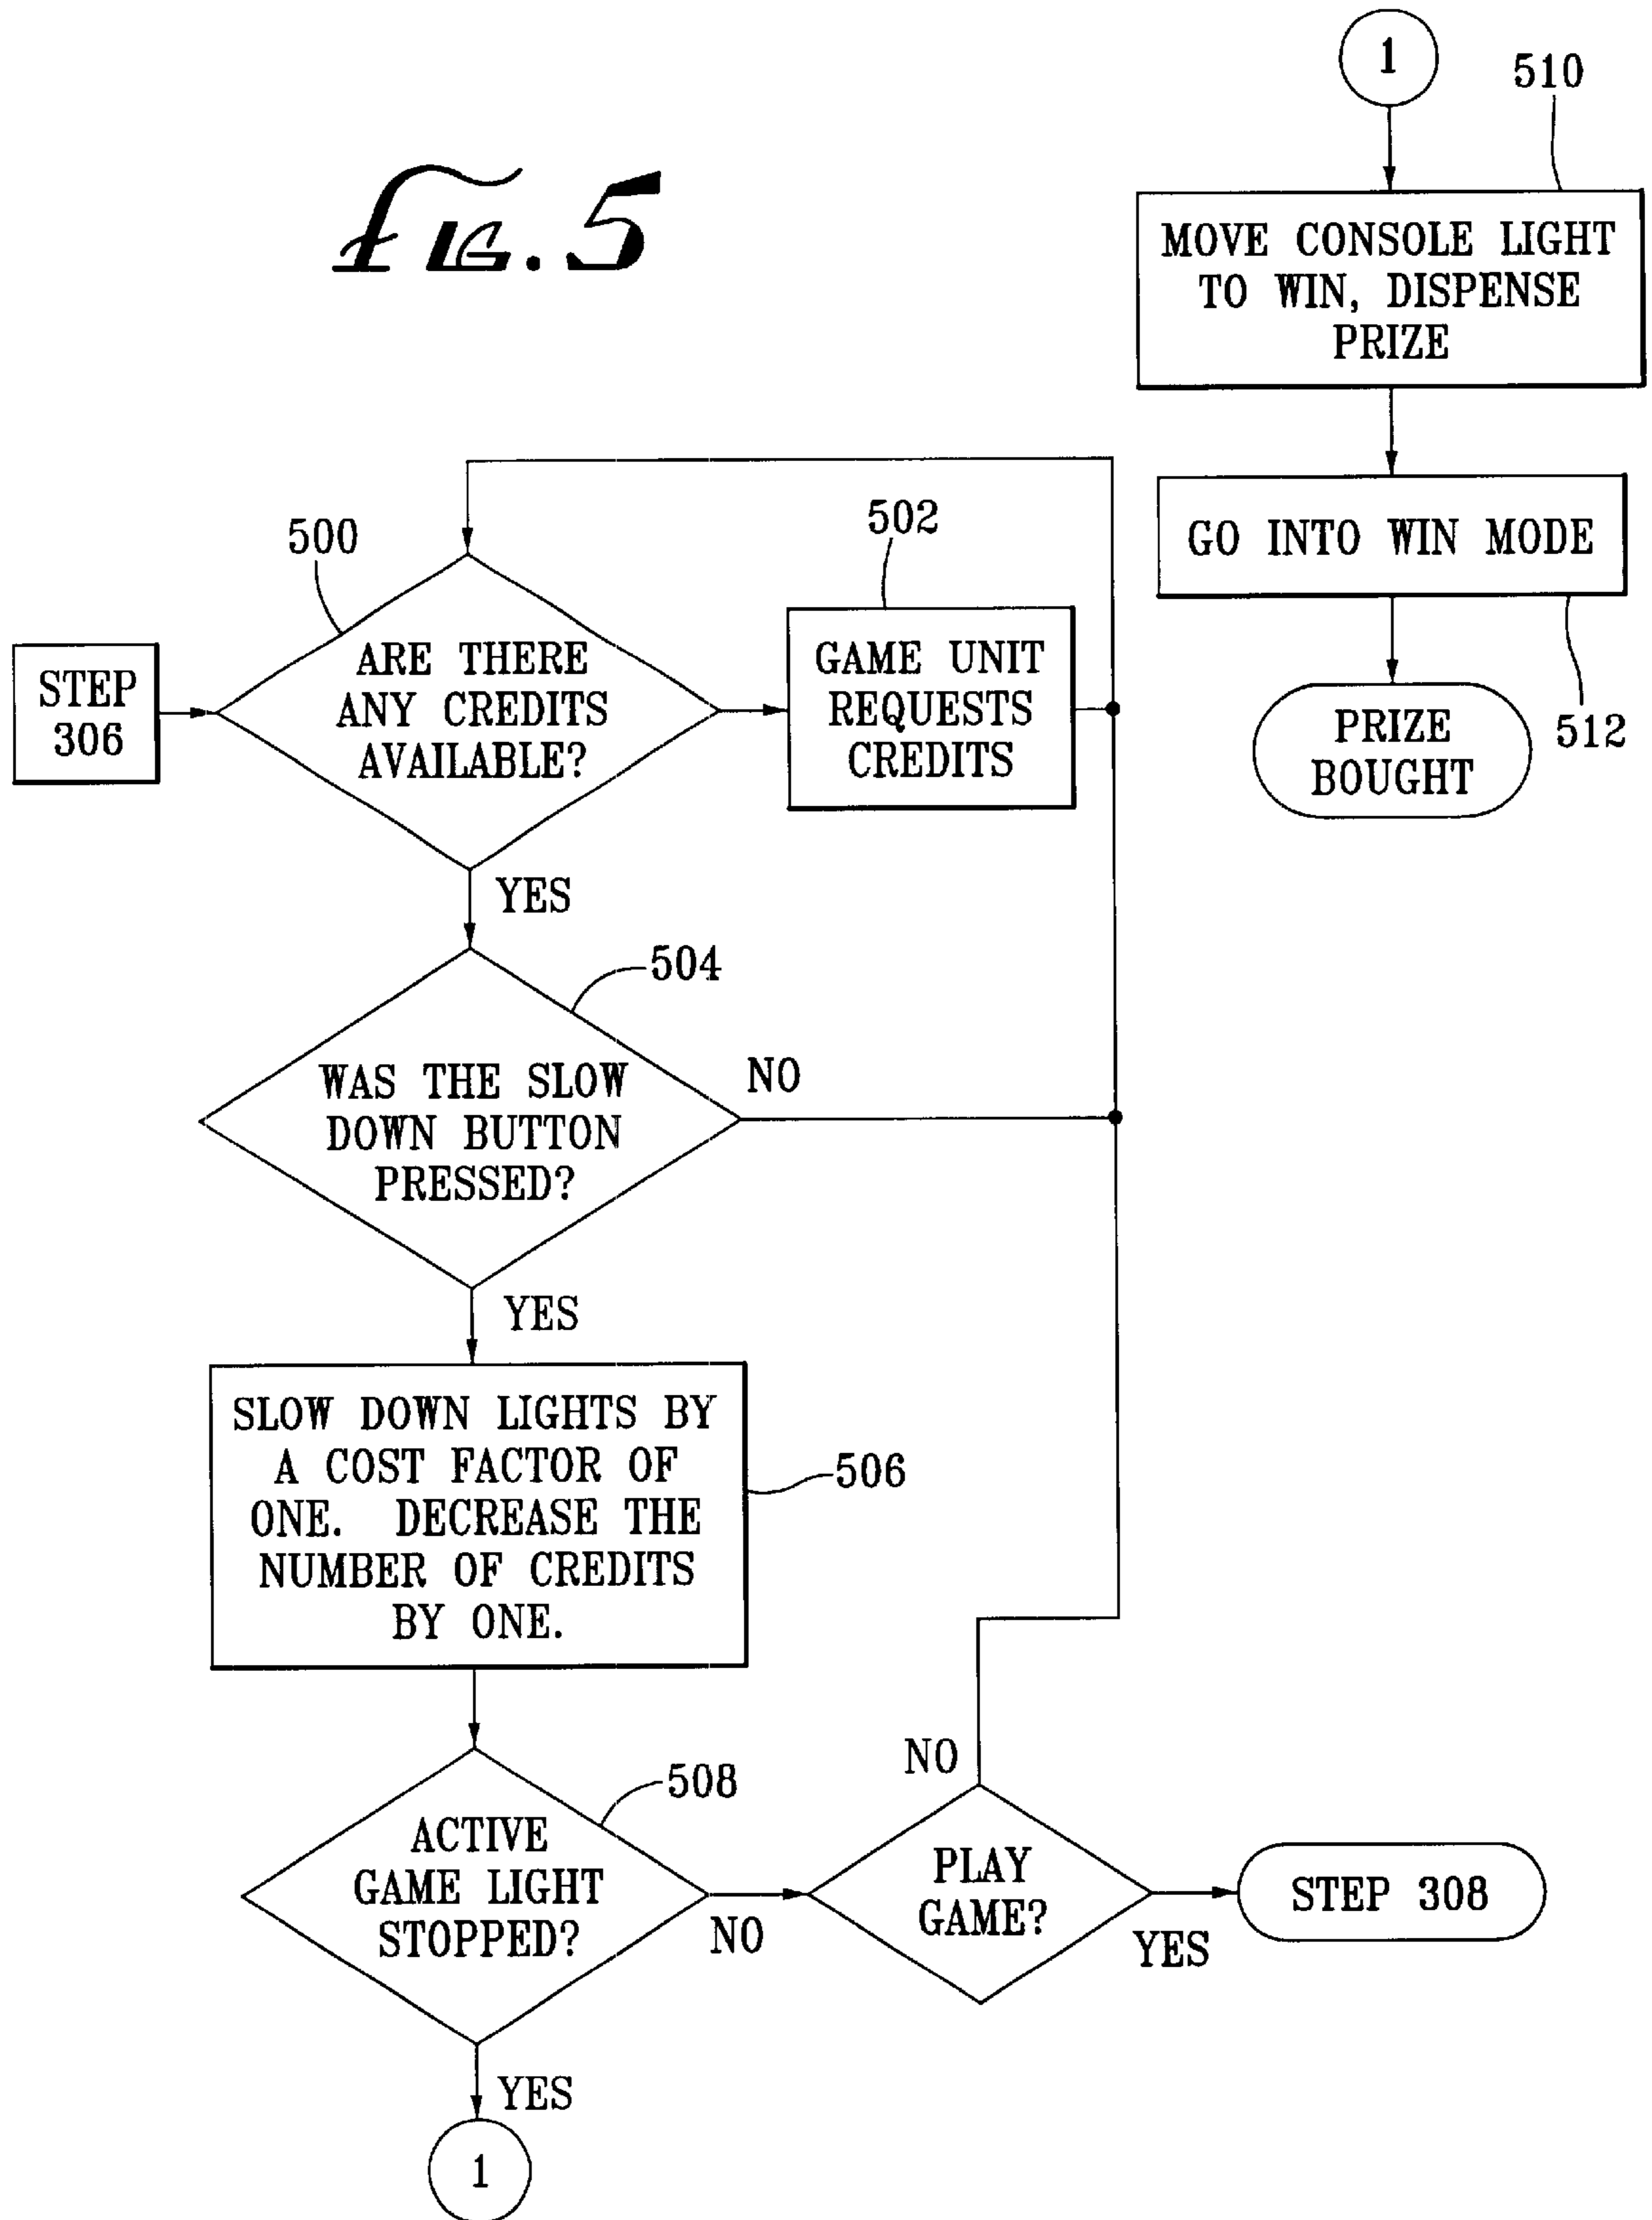 FIG. 5
1
510
MOVE CONSOLE LIGHT
TO WIN, DISPENSE
PRIZE
GO INTO WIN MODE
512
PRIZE
BOUGHT
STEP
306
500
ARE THERE
ANY CREDITS
AVAILABLE?
502
GAME UNIT
REQUESTS
CREDITS
YES
504
WAS THE SLOW
DOWN BUTTON
PRESSED?
NO
YES
SLOW DOWN LIGHTS BY
A COST FACTOR OF
ONE. DECREASE THE
NUMBER OF CREDITS
BY ONE.
506
508
ACTIVE
GAME LIGHT
STOPPED?
NO
NO
PLAY
GAME?
YES
STEP 308
YES
1